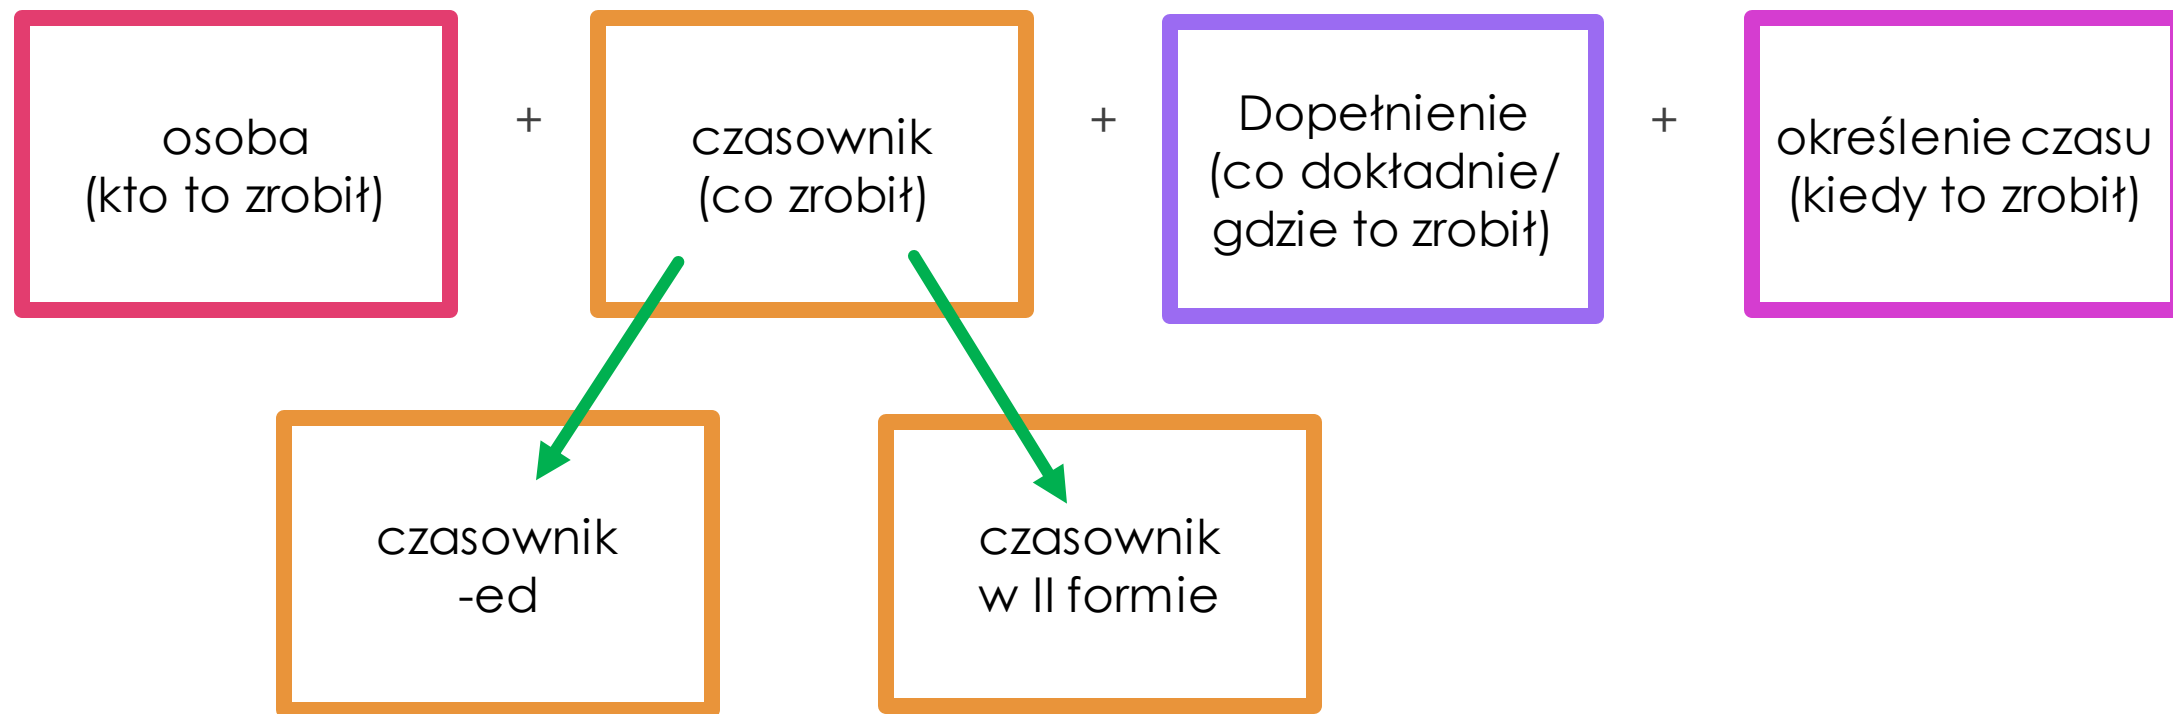 osoba
(kto to zrobił)
+
czasownik
(co zrobił)
+
Dopełnienie
(co dokładnie/
gdzie to zrobił)
+
określenie czasu
(kiedy to zrobił)
czasownik
-ed
czasownik
w II formie